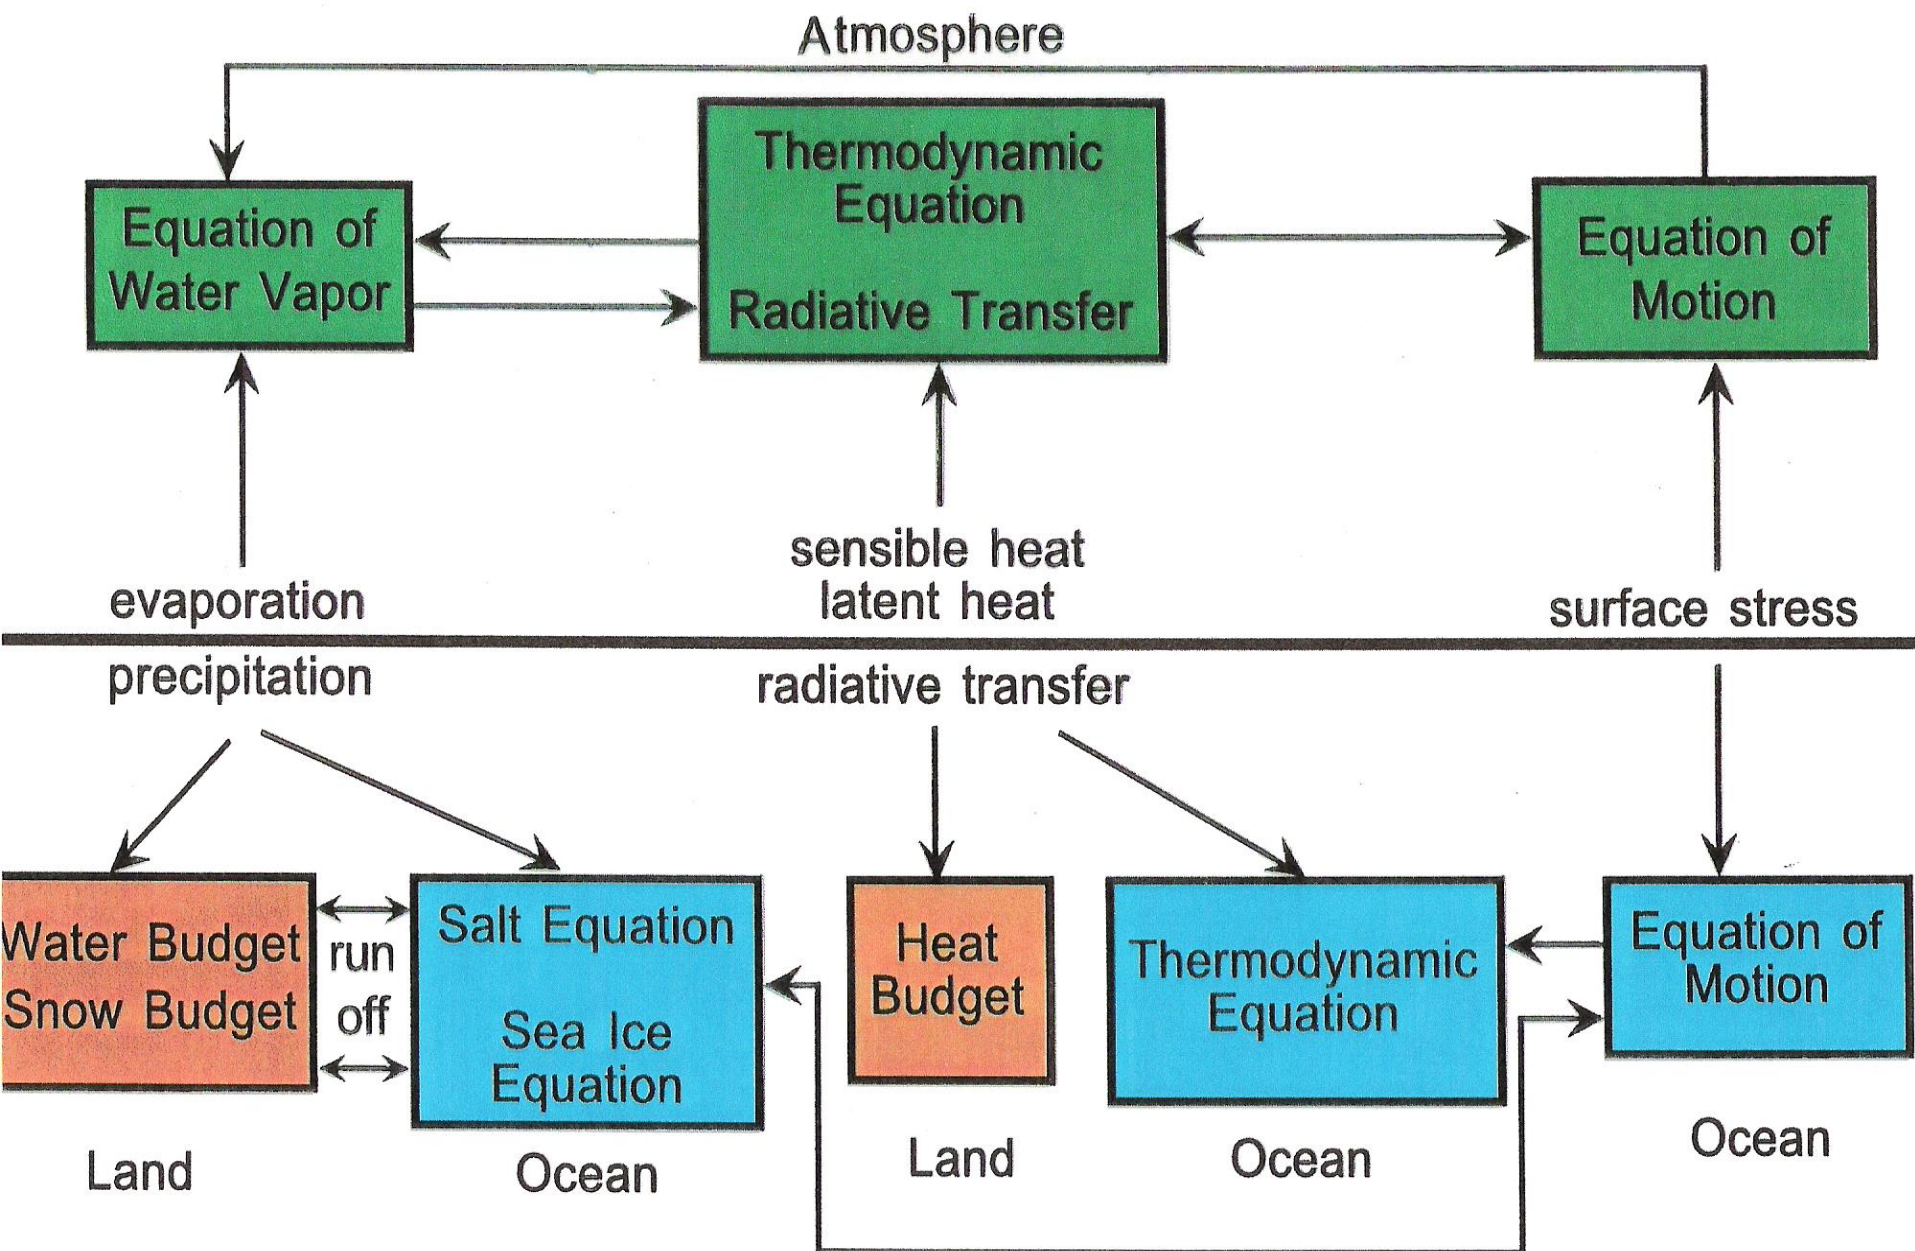 Atmosphere
Thermodynamic
Equation
Radiative Transfer
Equation of
Water Vapor
Equation of
Motion
evaporation
sensible heat
latent heat
surface stress
precipitation
radiative transfer
Water Budget
Snow Budget
run
off
Salt Equation
Sea Ice
Equation
Heat
Budget
Thermodynamic
Equation
Equation of
Motion
Land
Ocean
Land
Ocean
Ocean